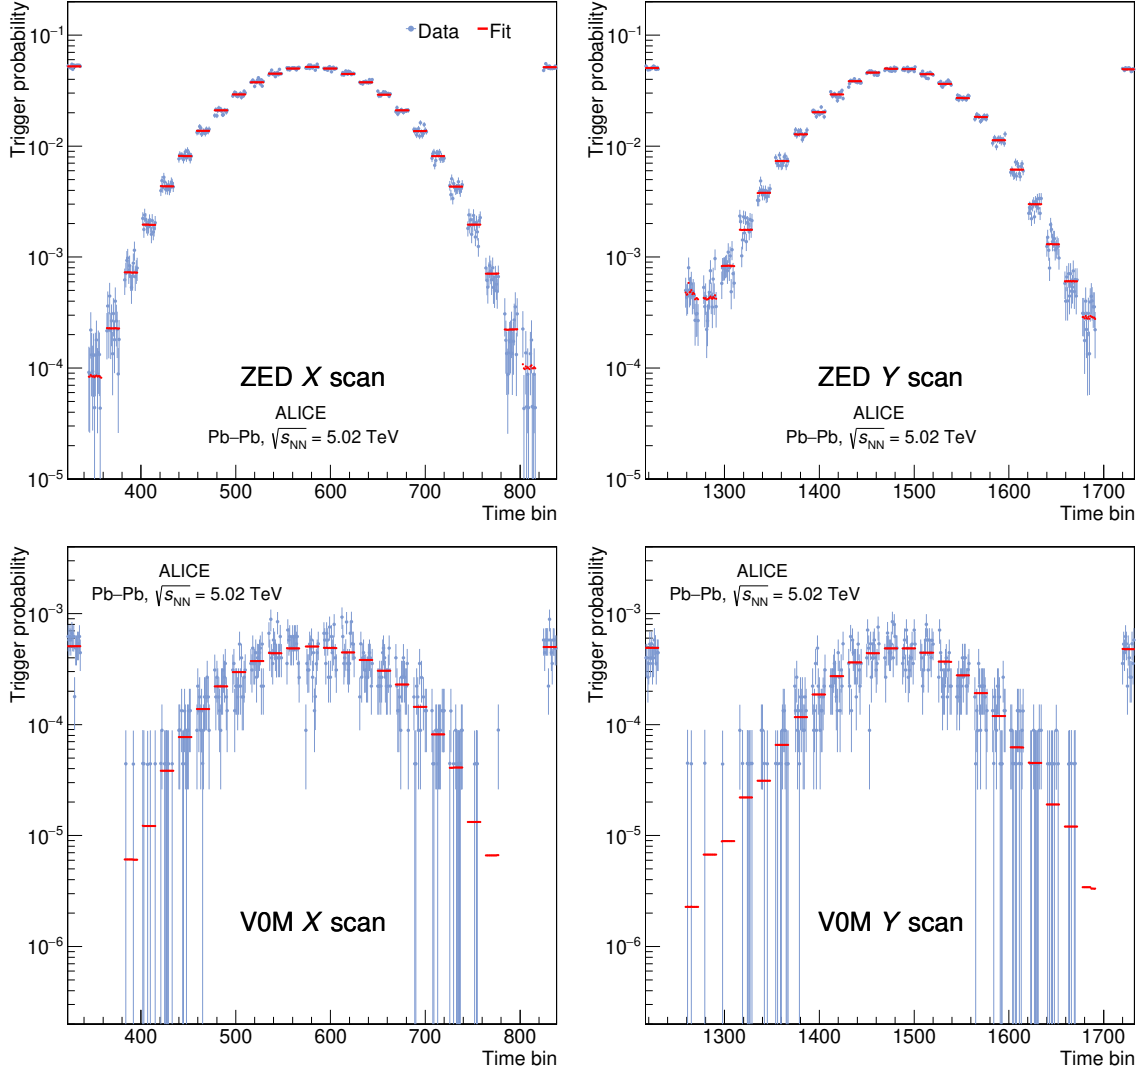 Trigger probability
10⁻¹
10⁻²
10⁻³
10⁻⁴
10⁻⁵
Data Fit
ZED X scan
ALICE
Pb–Pb, √s_NN = 5.02 TeV
400 500 600 700 800
Time bin
Trigger probability
10⁻¹
10⁻²
10⁻³
10⁻⁴
10⁻⁵
ZED Y scan
ALICE
Pb–Pb, √s_NN = 5.02 TeV
1300 1400 1500 1600 1700
Time bin
Trigger probability
ALICE
Pb–Pb, √s_NN = 5.02 TeV
10⁻³
10⁻⁴
10⁻⁵
10⁻⁶
V0M X scan
400 500 600 700 800
Time bin
Trigger probability
ALICE
Pb–Pb, √s_NN = 5.02 TeV
10⁻³
10⁻⁴
10⁻⁵
10⁻⁶
V0M Y scan
1300 1400 1500 1600 1700
Time bin